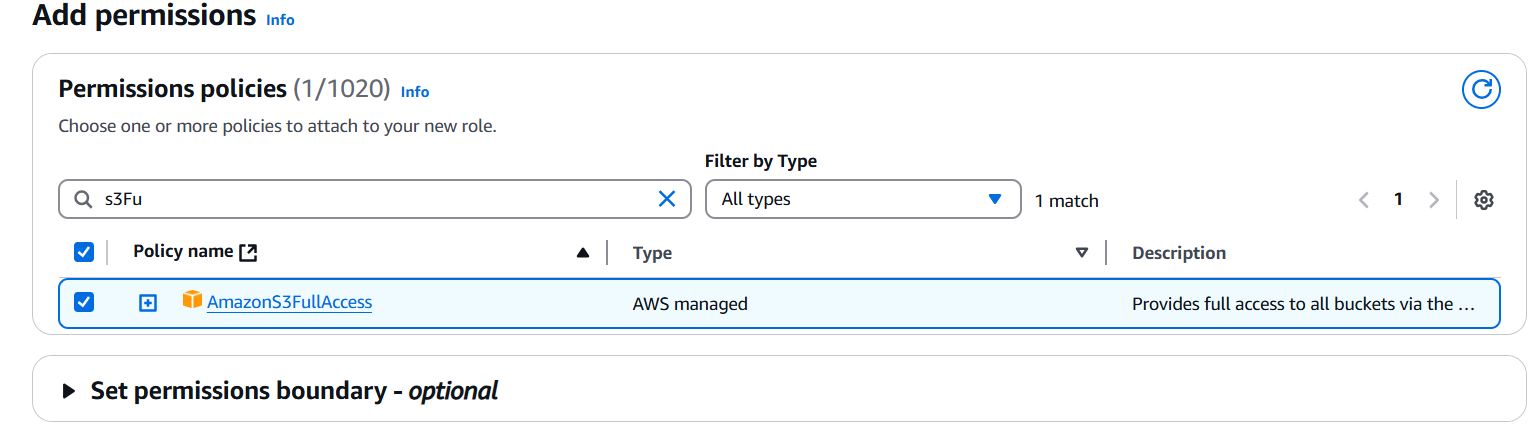 Add permissions Info
Permissions policies (1/1020) Info
Choose one or more policies to attach to your new role.
Filter by Type
s3Fu All types 1 match 1
Policy name Type Description
AmazonS3FullAccess AWS managed Provides full access to all buckets via the ...
Set permissions boundary - optional